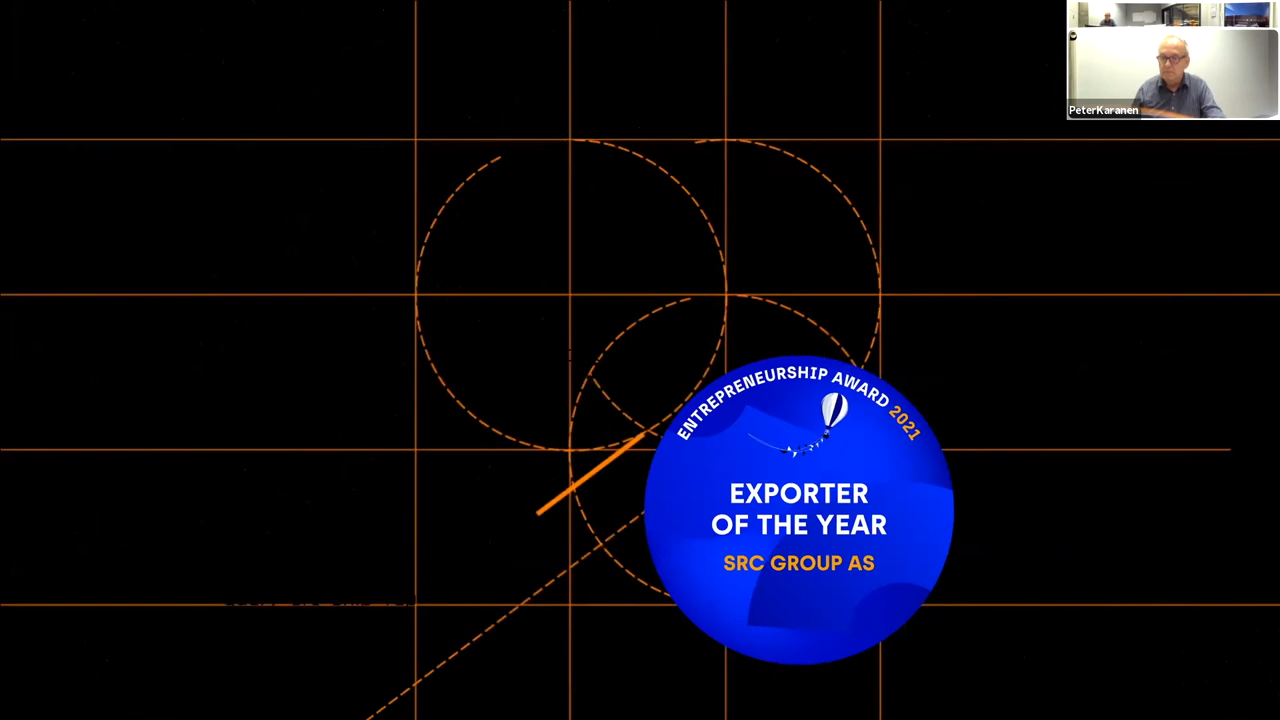 PeterKaranen
ENTREPRENEURSHIP AWARD 2021
EXPORTER
OF THE YEAR
SRC GROUP AS